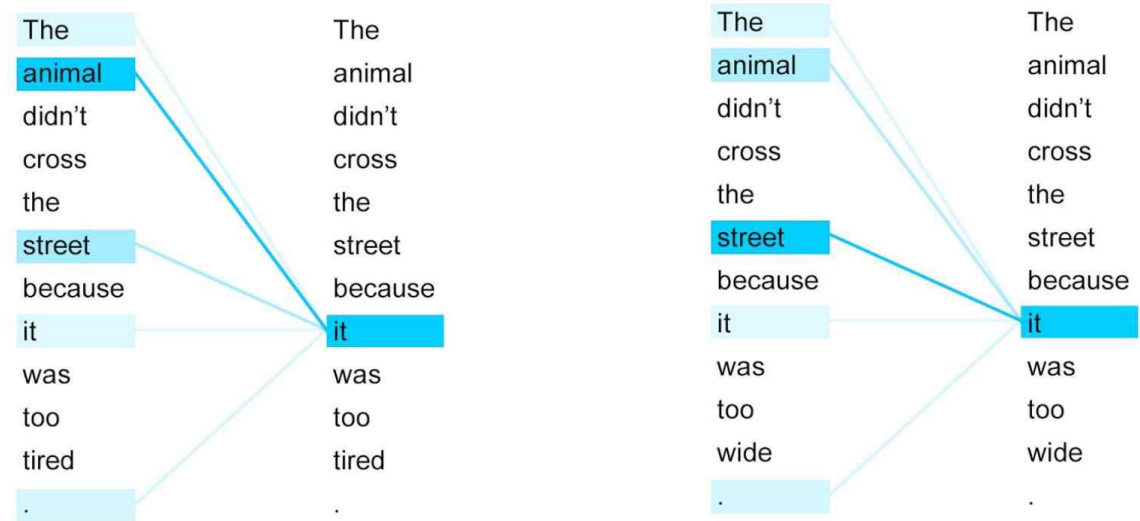 The
animal
didn’t
cross
the
street
because
it
was
too
tired
.
The
animal
didn’t
cross
the
street
because
it
was
too
tired
.
The
animal
didn’t
cross
the
street
because
it
was
too
wide
.
The
animal
didn’t
cross
the
street
because
it
was
too
wide
.